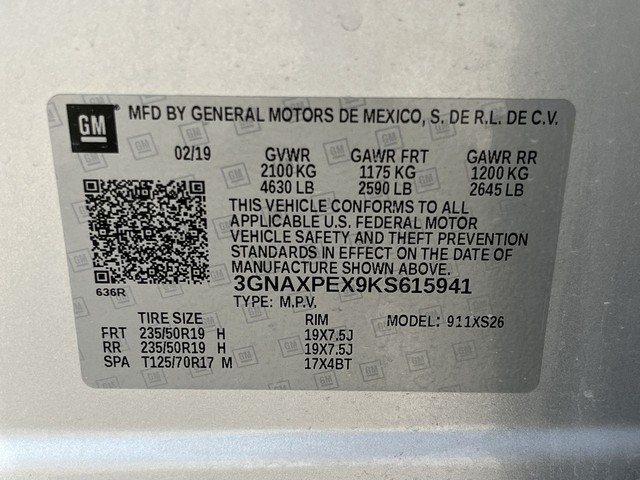 GM
MFD BY GENERAL MOTORS DE MEXICO, S. DE R.L. DE C.V.
02/19 GVWR GAWR FRT GAWR RR
2100 KG 1175 KG 1200 KG
4630 LB 2590 LB 2645 LB
THIS VEHICLE CONFORMS TO ALL
APPLICABLE U.S. FEDERAL MOTOR
VEHICLE SAFETY AND THEFT PREVENTION
STANDARDS IN EFFECT ON THE DATE OF
MANUFACTURE SHOWN ABOVE.
636R
3GNAXPEX9KS615941
TYPE: M.P.V.
TIRE SIZE RIM MODEL: 911XS26
FRT 235/50R19 H 19X7.5J
RR 235/50R19 H 19X7.5J
SPA T125/70R17 M 17X4BT